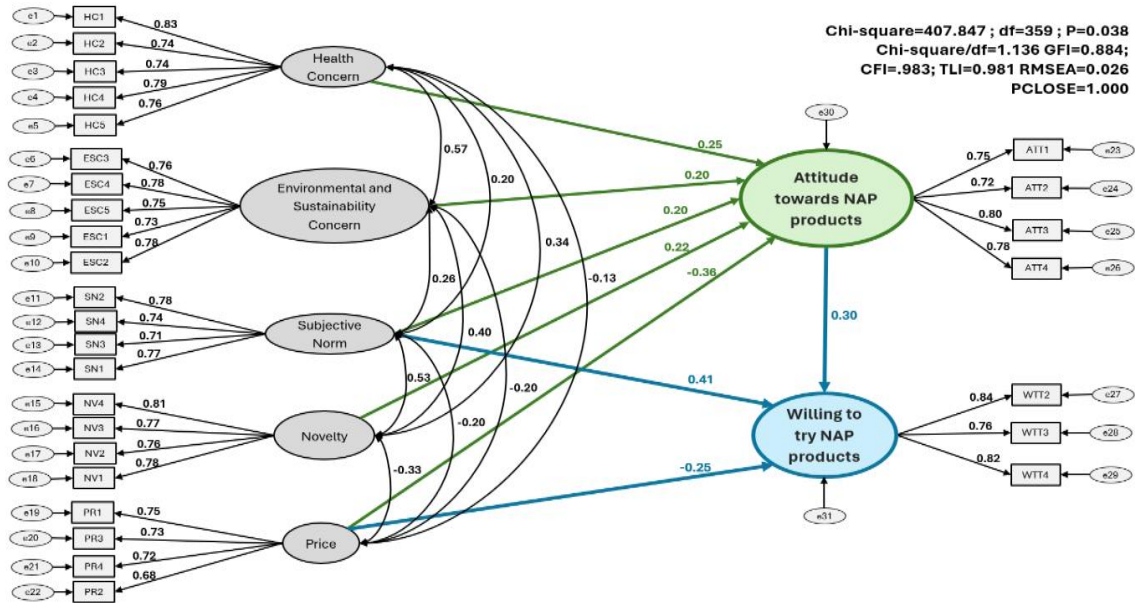 Chi-square=407.847 ; df=359 ; P=0.038
Chi-square/df=1.136 GFI=0.884;
CFI=.983; TLI=0.981 RMSEA=0.026
PCLOSE=1.000
e1 HC1 0.83
e2 HC2 0.74
e3 HC3 0.74
e4 HC4 0.79
e5 HC5 0.76
Health
Concern
e6 ESC3 0.76
e7 ESC4 0.78
e8 ESC5 0.75
e9 ESC1 0.73
e10 ESC2 0.78
Environmental and
Sustainability
Concern
e11 SN2 0.78
e12 SN4 0.74
e13 SN3 0.71
e14 SN1 0.77
Subjective
Norm
e15 NV4 0.81
e16 NV3 0.77
e17 NV2 0.76
e18 NV1 0.78
Novelty
e19 PR1 0.75
e20 PR3 0.73
e21 PR4 0.72
e22 PR2 0.68
Price
0.57
0.20
0.34
-0.13
0.26
0.40
-0.20
0.53
-0.20
-0.33
0.25
0.20
0.20
0.22
-0.36
0.41
-0.25
0.30
e30
Attitude
towards NAP
products
0.75 ATT1 e23
0.72 ATT2 e24
0.80 ATT3 e25
0.78 ATT4 e26
Willing to
try NAP
products
e31
0.84 WTT2 e27
0.76 WTT3 e28
0.82 WTT4 e29